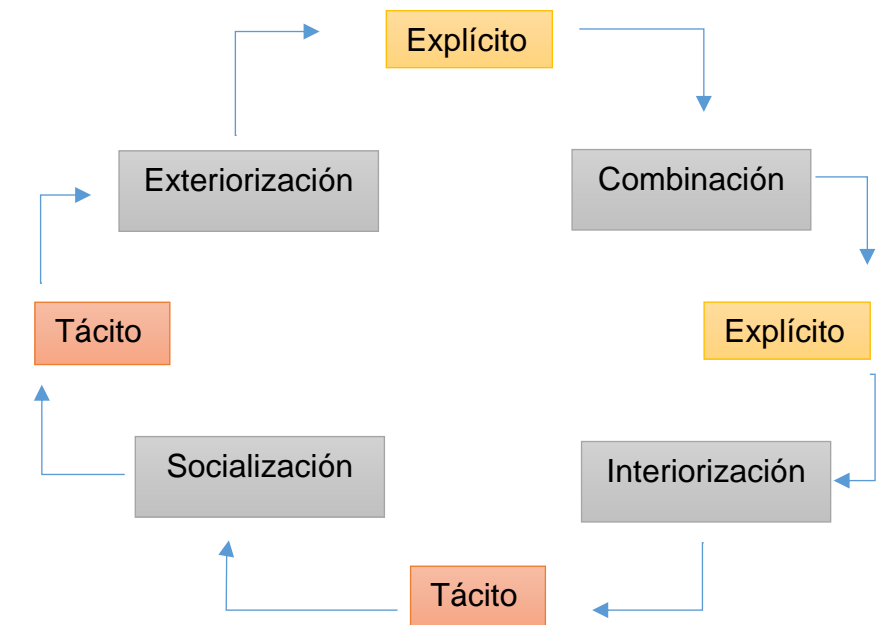 Explícito
Exteriorización
Combinación
Tácito
Explícito
Socialización
Interiorización
Tácito